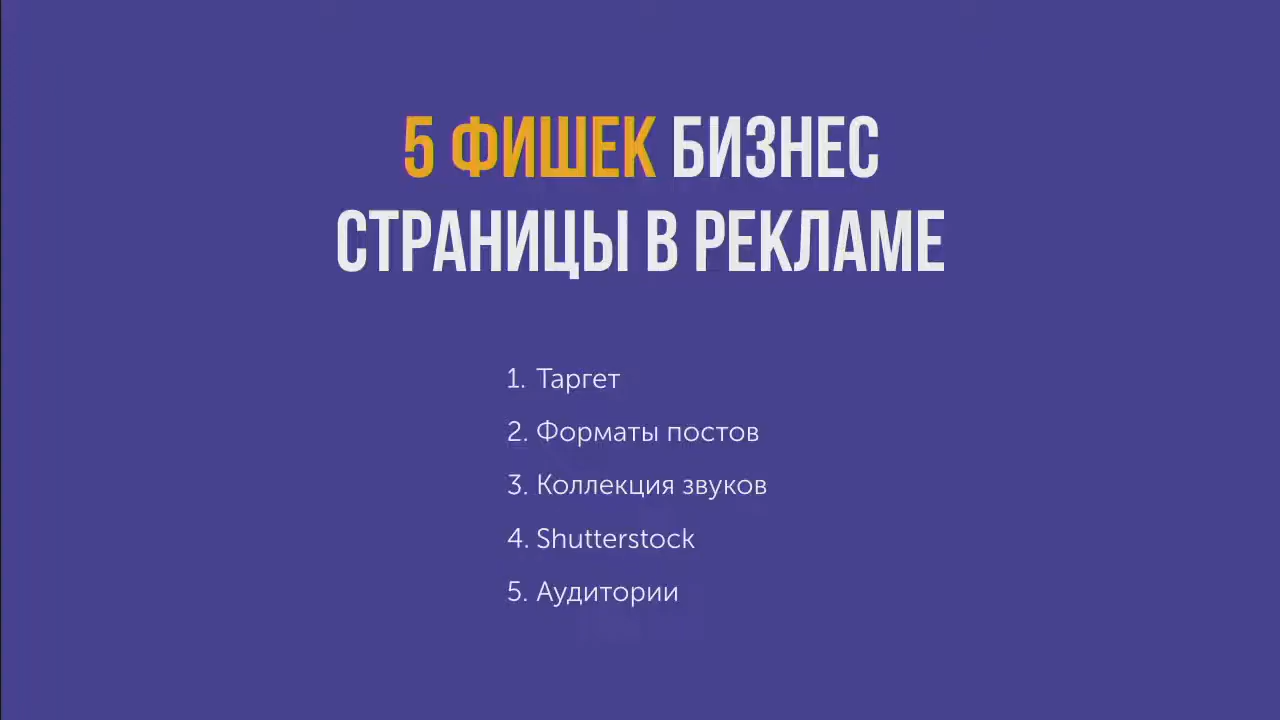 5 ФИШЕК БИЗНЕС
СТРАНИЦЫ В РЕКЛАМЕ
1. Таргет
2. Форматы постов
3. Коллекция звуков
4. Shutterstock
5. Аудитории